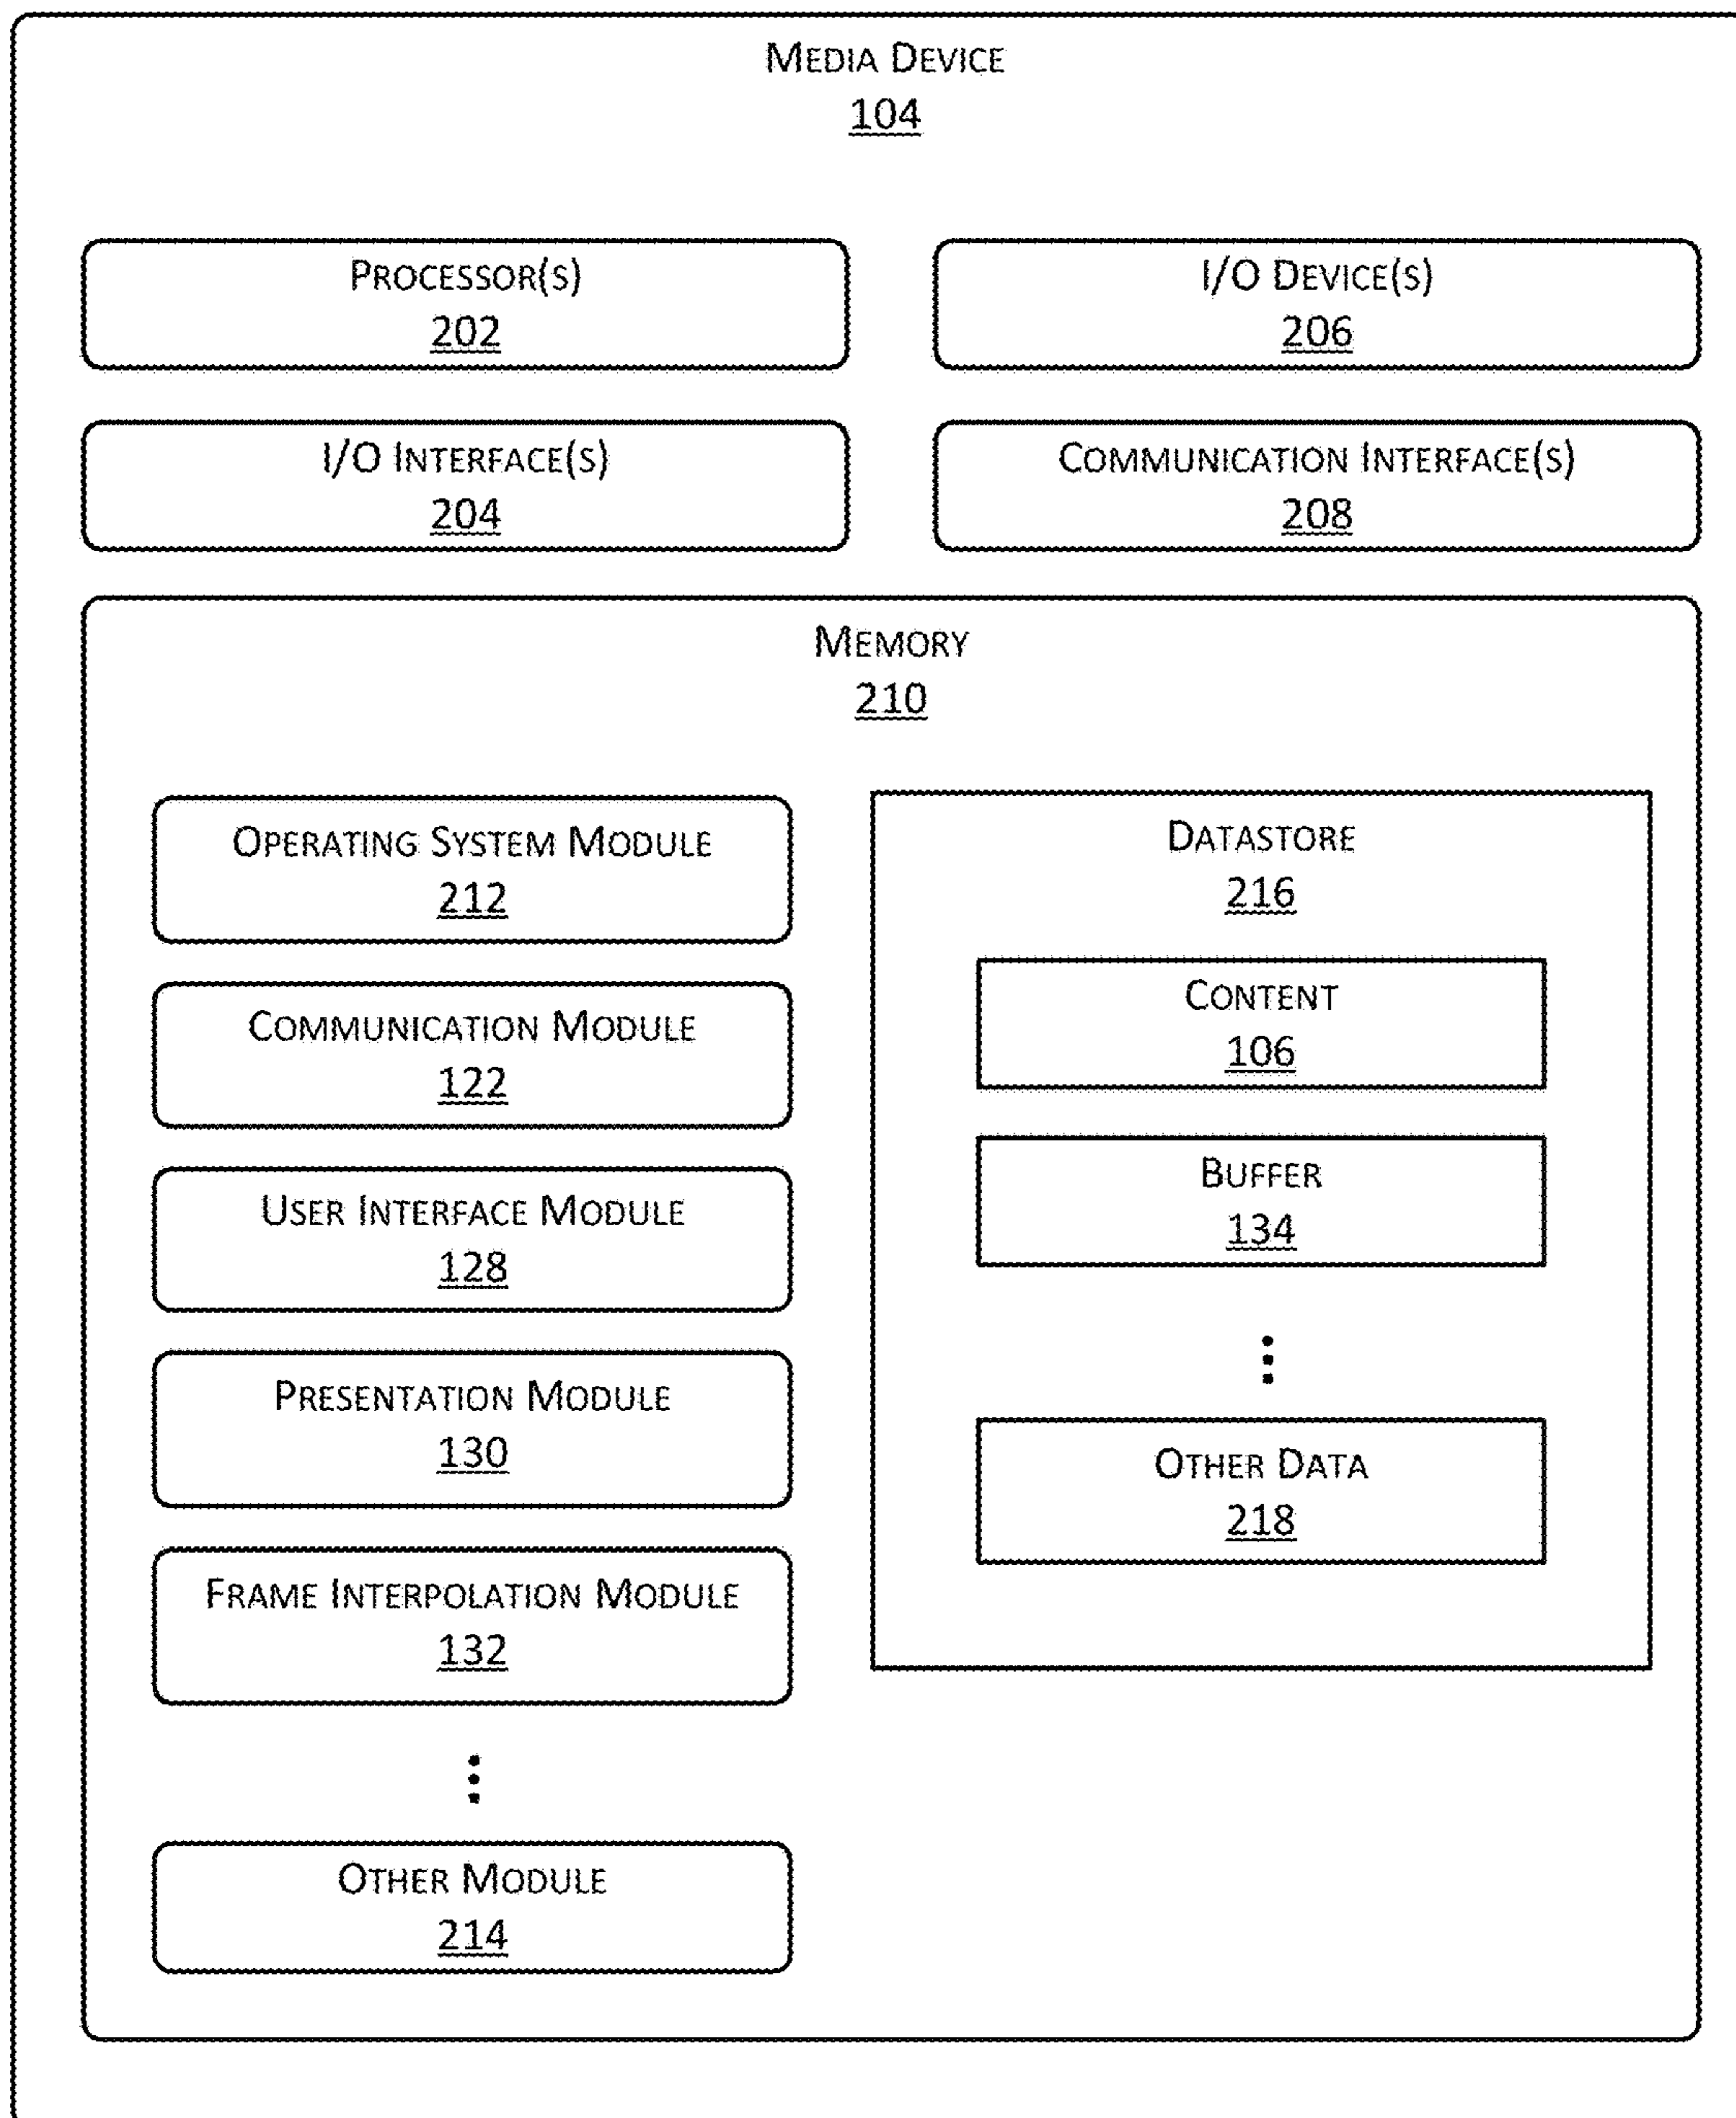 MEDIA DEVICE
104
PROCESSOR(S)
202
I/O DEVICE(S)
206
I/O INTERFACE(S)
204
COMMUNICATION INTERFACE(S)
208
MEMORY
210
OPERATING SYSTEM MODULE
212
COMMUNICATION MODULE
122
USER INTERFACE MODULE
128
PRESENTATION MODULE
130
FRAME INTERPOLATION MODULE
132
OTHER MODULE
214
DATASTORE
216
CONTENT
106
BUFFER
134
OTHER DATA
218